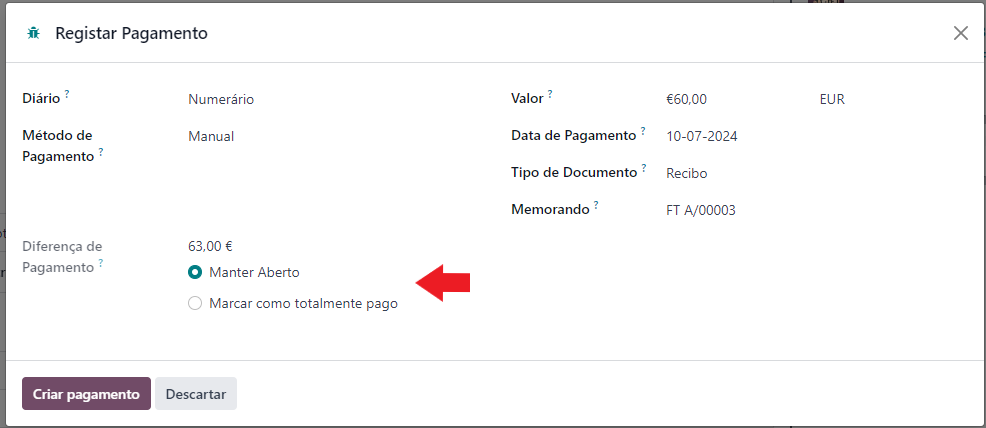 Registar Pagamento
Diário ?
Numerário
Valor ?
€60,00
EUR
Método de
Pagamento ?
Manual
Data de Pagamento ?
10-07-2024
Tipo de Documento ?
Recibo
Memorando ?
FT A/00003
Diferença de
Pagamento ?
63,00 €
Manter Aberto
Marcar como totalmente pago
Criar pagamento
Descartar